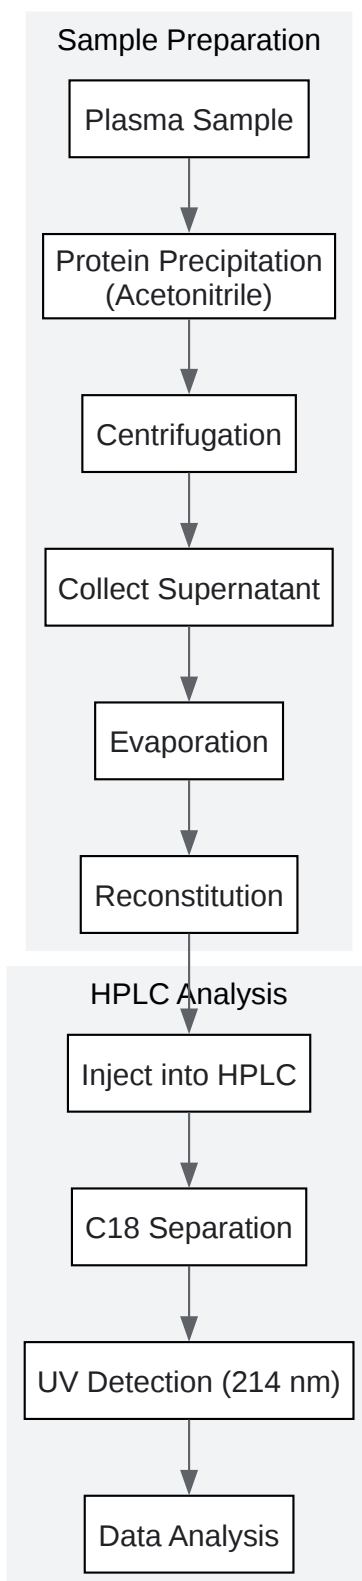 Sample Preparation
Plasma Sample
Protein Precipitation
(Acetonitrile)
Centrifugation
Collect Supernatant
Evaporation
Reconstitution
HPLC Analysis
Inject into HPLC
C18 Separation
UV Detection (214 nm)
Data Analysis